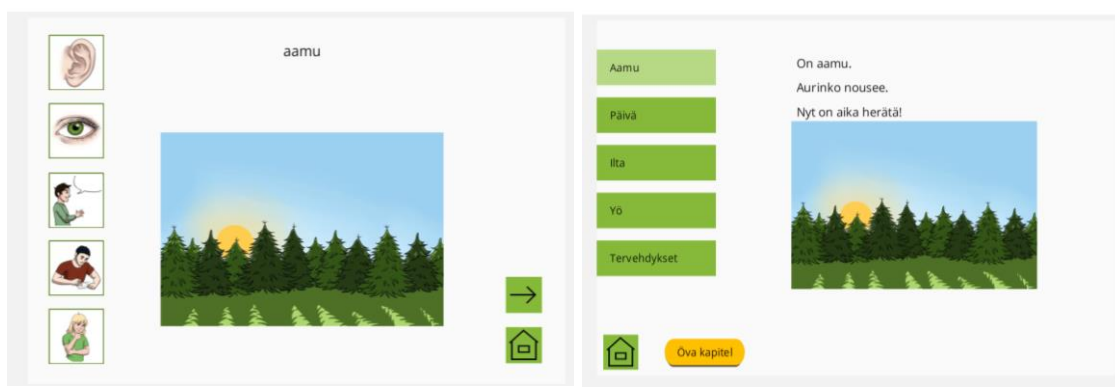 aamu
Aamu
Päivä
Ilta
Yö
Tervehdykset
On aamu.
Aurinko nousee.
Nyt on aika herätä!
Öva kapitel